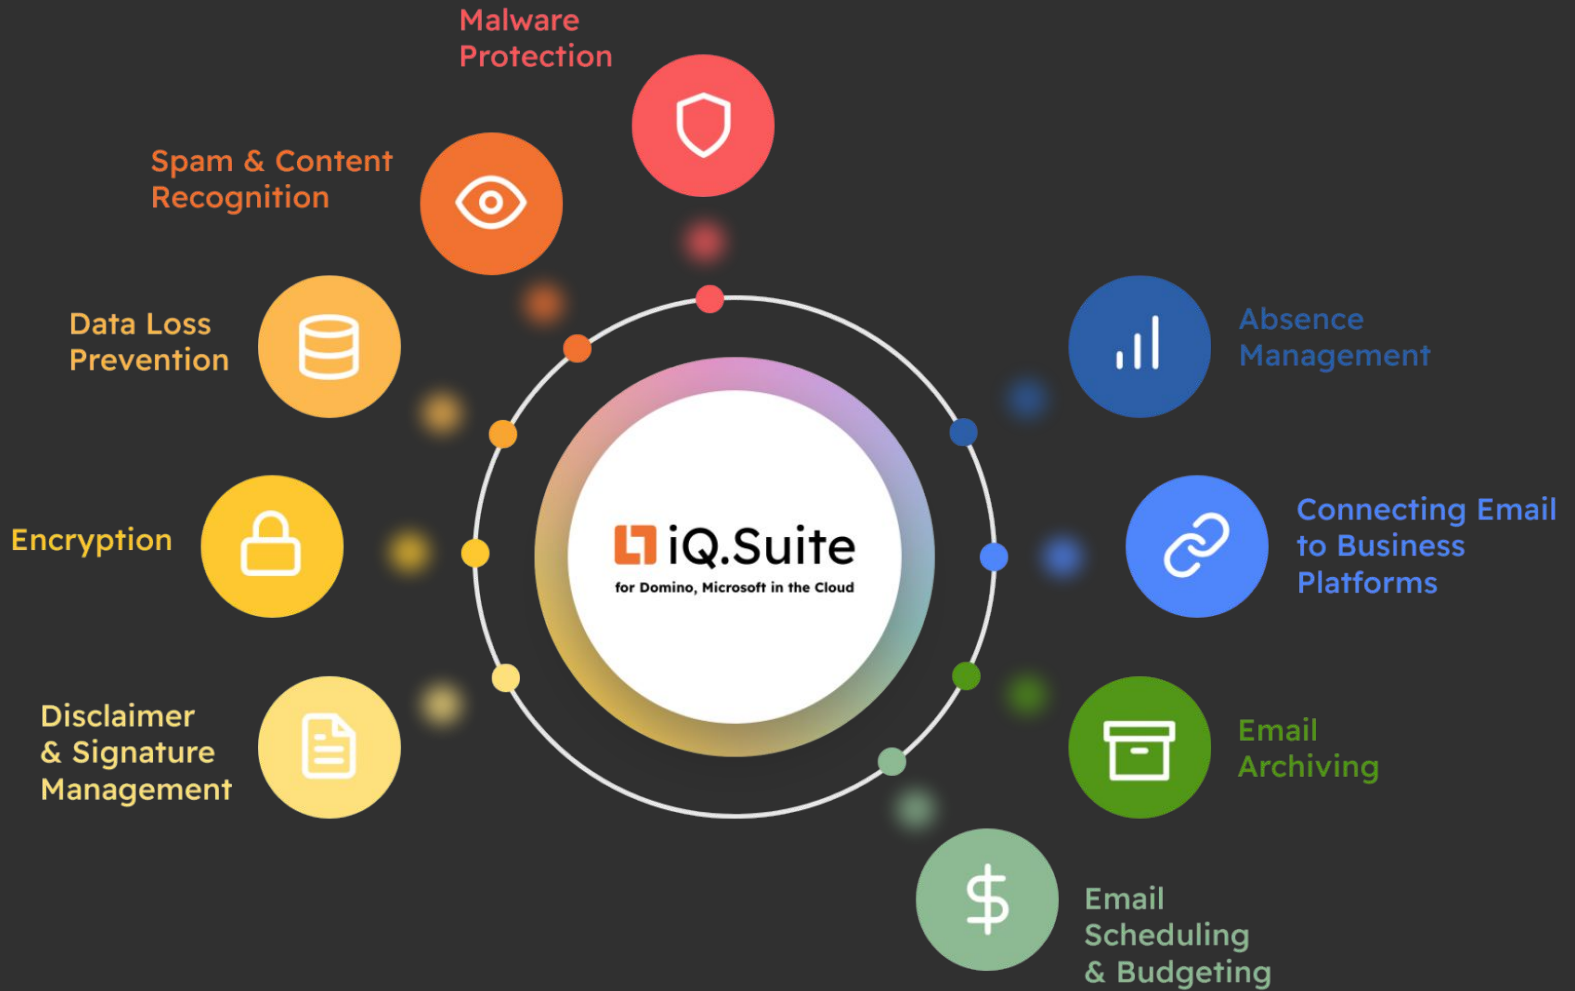 Malware
Protection
Spam & Content
Recognition
Data Loss
Prevention
Encryption
Disclaimer
& Signature
Management
iQ.Suite
for Domino, Microsoft in the Cloud
Absence
Management
Connecting Email
to Business
Platforms
Email
Archiving
Email
Scheduling
& Budgeting